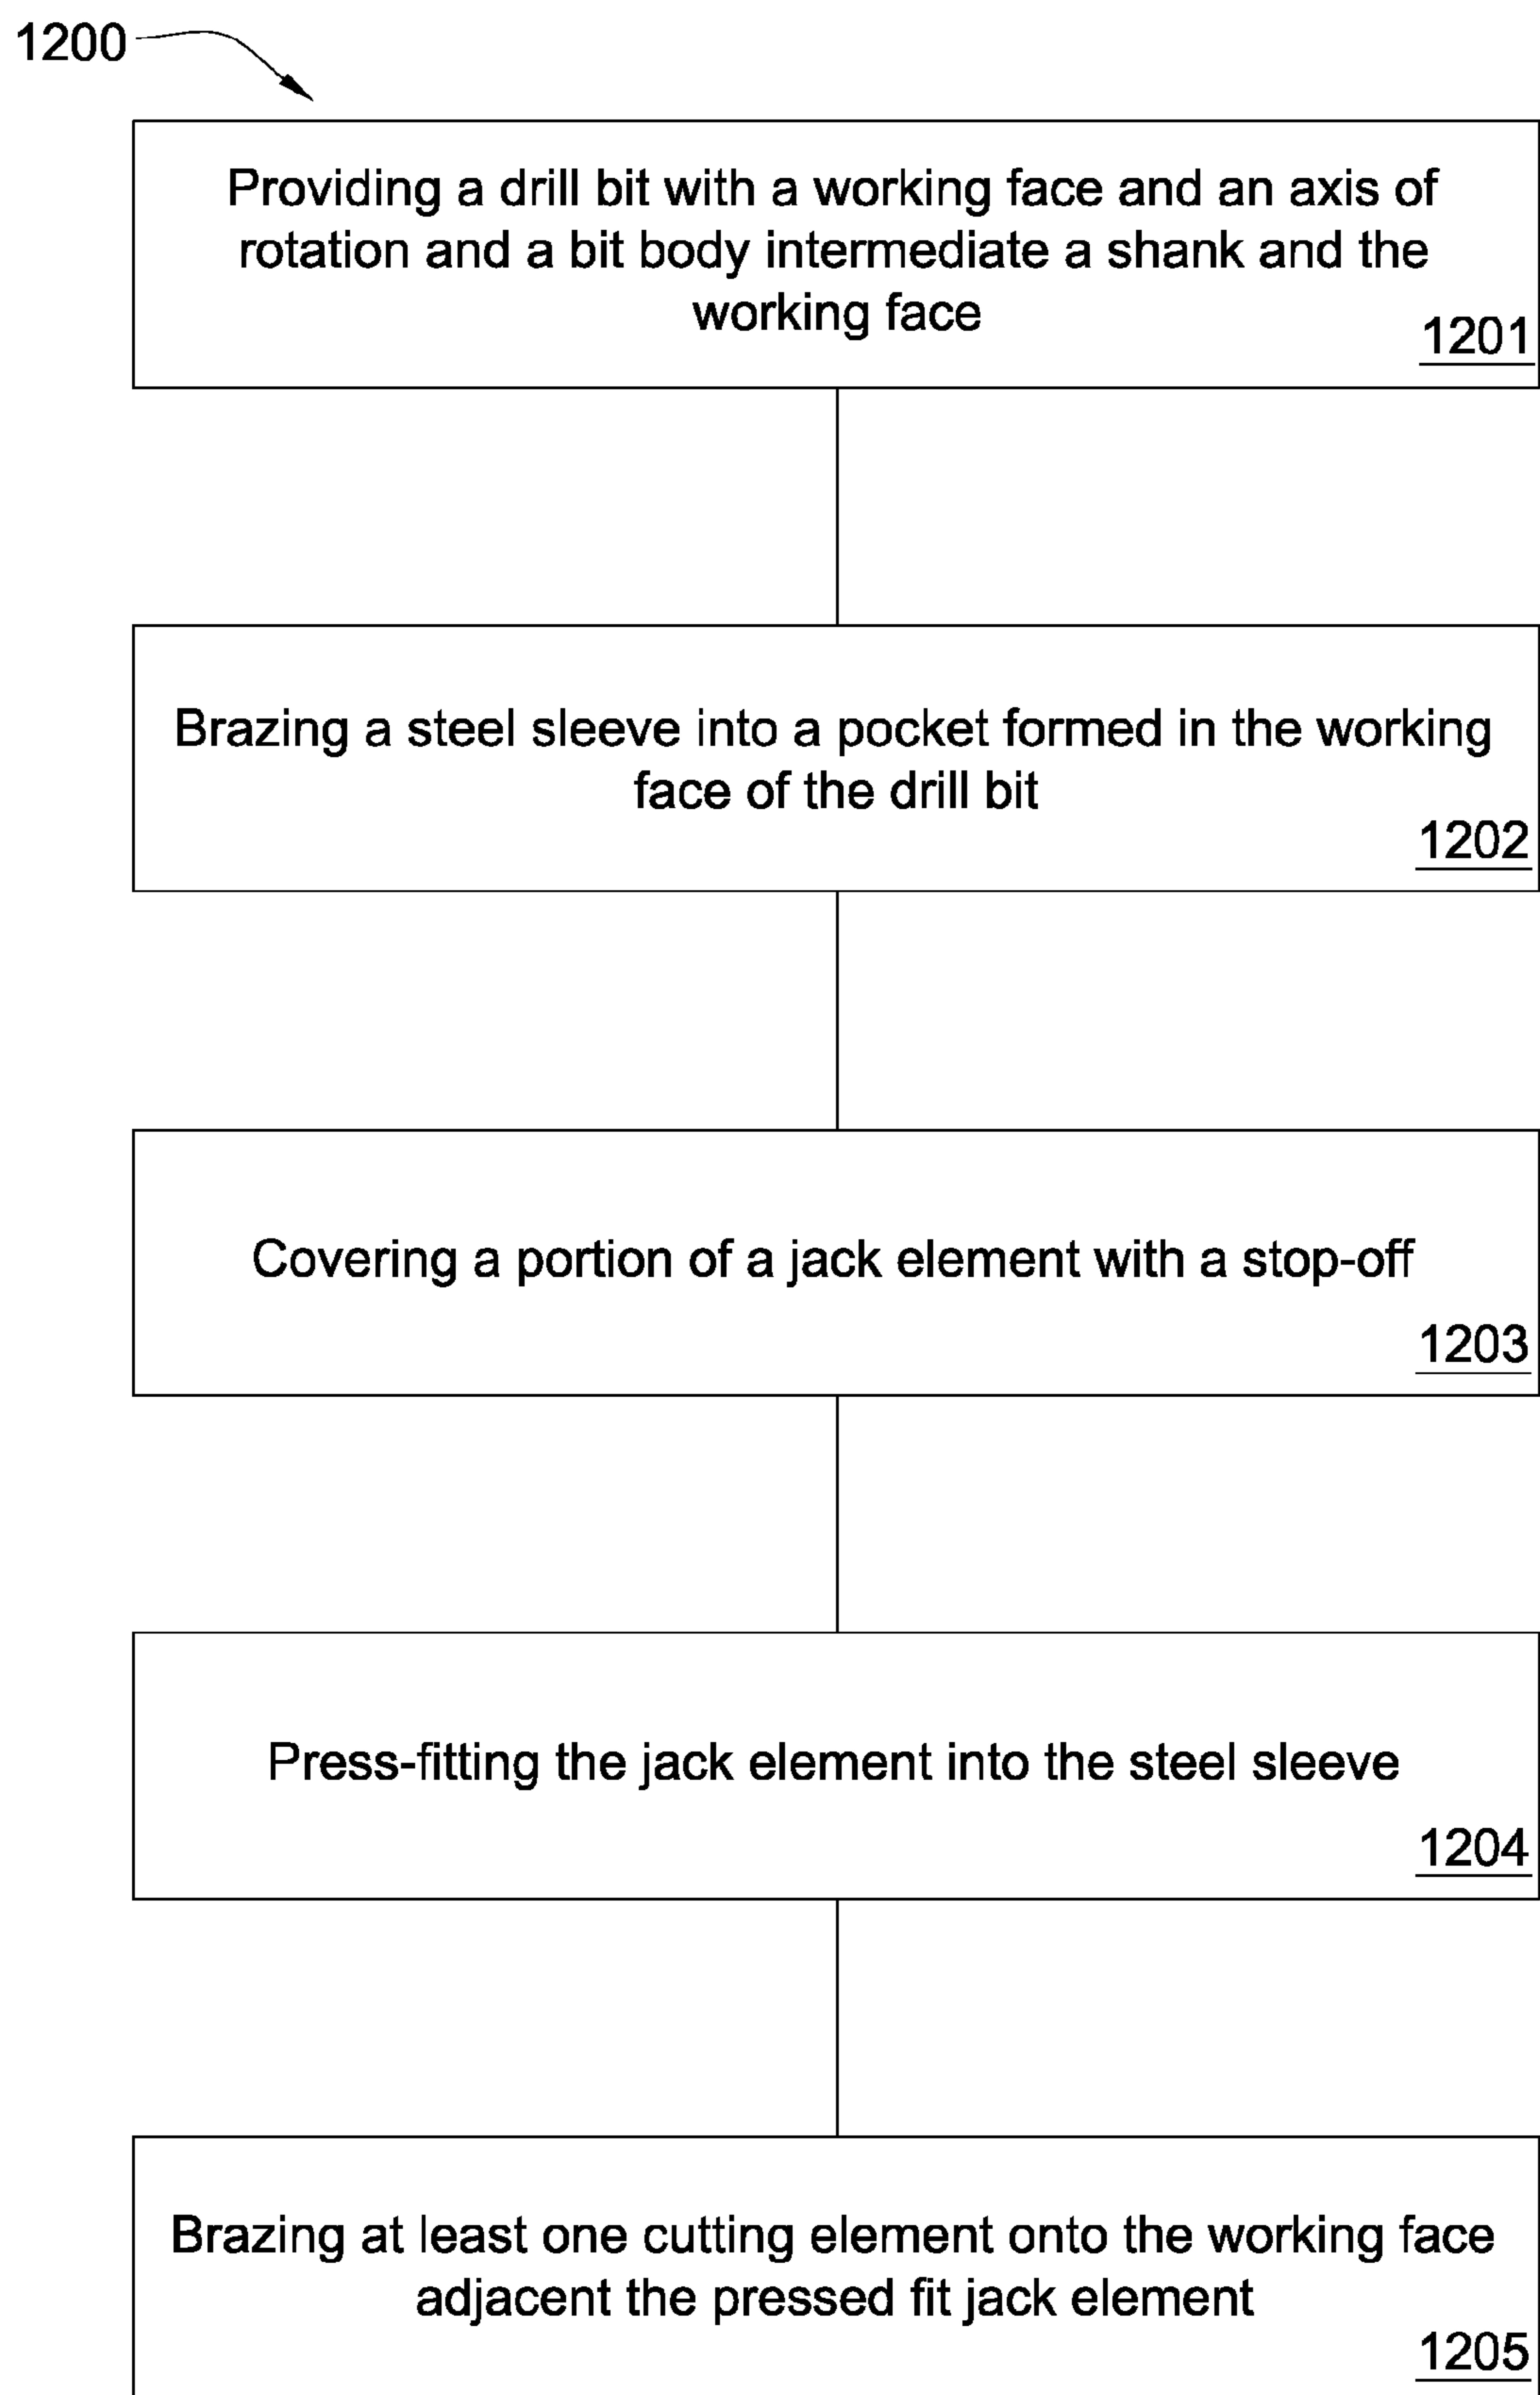 1200
Providing a drill bit with a working face and an axis of
rotation and a bit body intermediate a shank and the
working face
1201
Brazing a steel sleeve into a pocket formed in the working
face of the drill bit
1202
Covering a portion of a jack element with a stop-off
1203
Press-fitting the jack element into the steel sleeve
1204
Brazing at least one cutting element onto the working face
adjacent the pressed fit jack element
1205